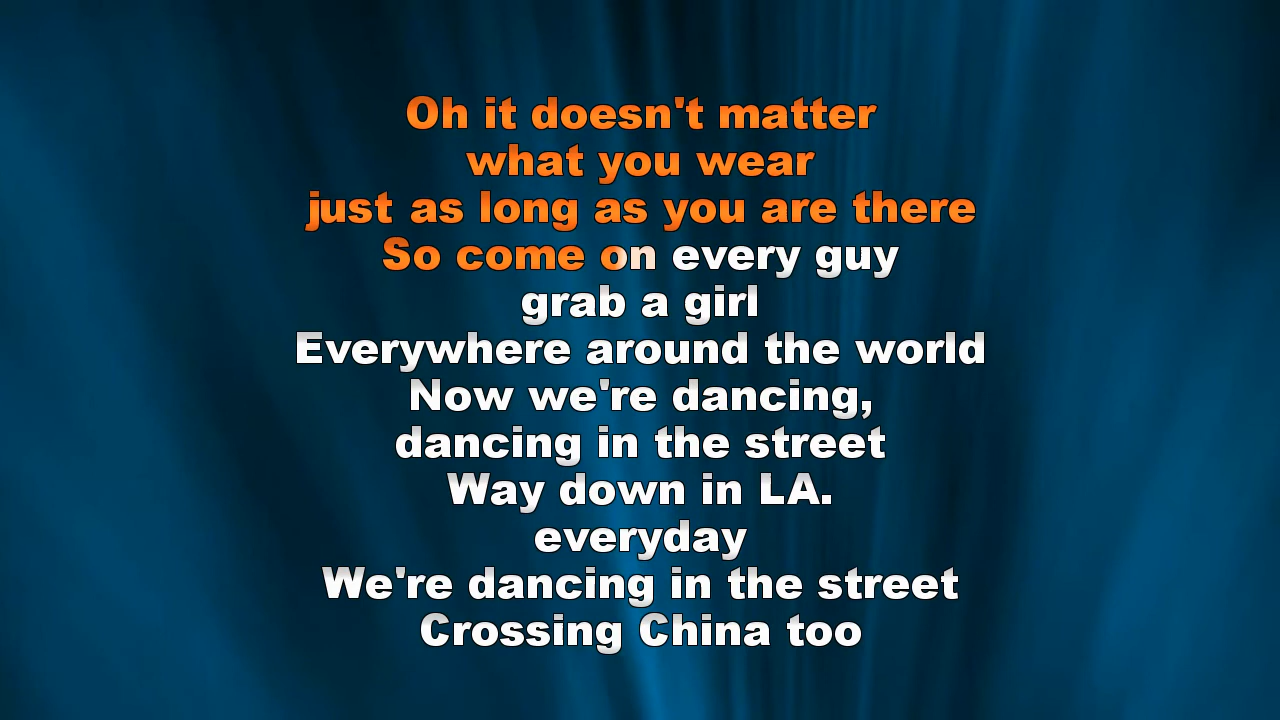 Oh it doesn't matter
what you wear
just as long as you are there
So come on every guy
grab a girl
Everywhere around the world
Now we're dancing,
dancing in the street
Way down in LA.
everyday
We're dancing in the street
Crossing China too